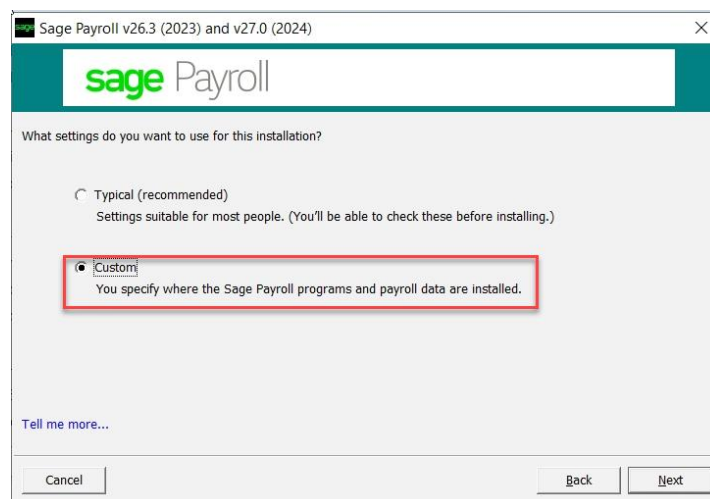 Sage Payroll v26.3 (2023) and v27.0 (2024)
sage Payroll
What settings do you want to use for this installation?
Typical (recommended)
Settings suitable for most people. (You'll be able to check these before installing.)
Custom
You specify where the Sage Payroll programs and payroll data are installed.
Tell me more...
Cancel
Back
Next